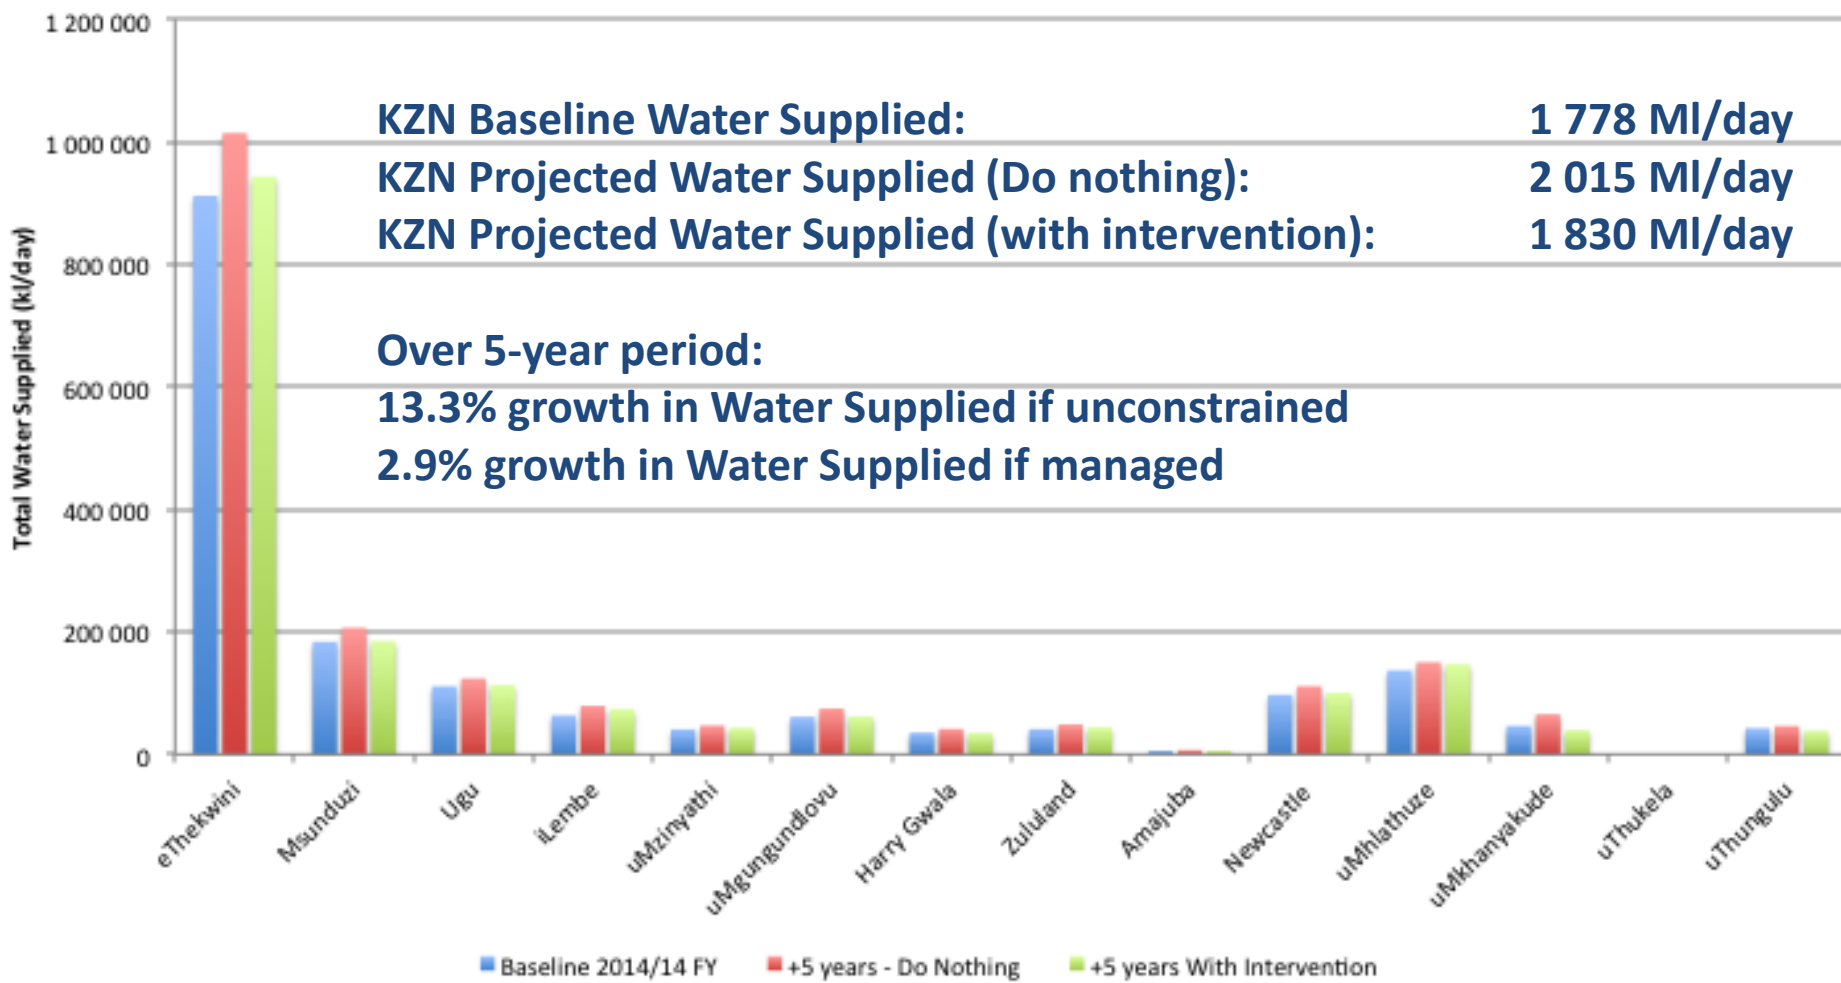 1 200 000
1 000 000
800 000
600 000
400 000
200 000
0
Total Water Supplied (kl/day)
KZN Baseline Water Supplied: 1 778 Ml/day
KZN Projected Water Supplied (Do nothing): 2 015 Ml/day
KZN Projected Water Supplied (with intervention): 1 830 Ml/day
Over 5-year period:
13.3% growth in Water Supplied if unconstrained
2.9% growth in Water Supplied if managed
eThekwini
Msunduzi
Ugu
iLembe
uMzinyathi
uMgungundlovu
Harry Gwala
Zululand
Amajuba
Newcastle
uMhlathuze
uMkhanyakude
uThukela
uThungulu
Baseline 2014/14 FY
+5 years - Do Nothing
+5 years With Intervention